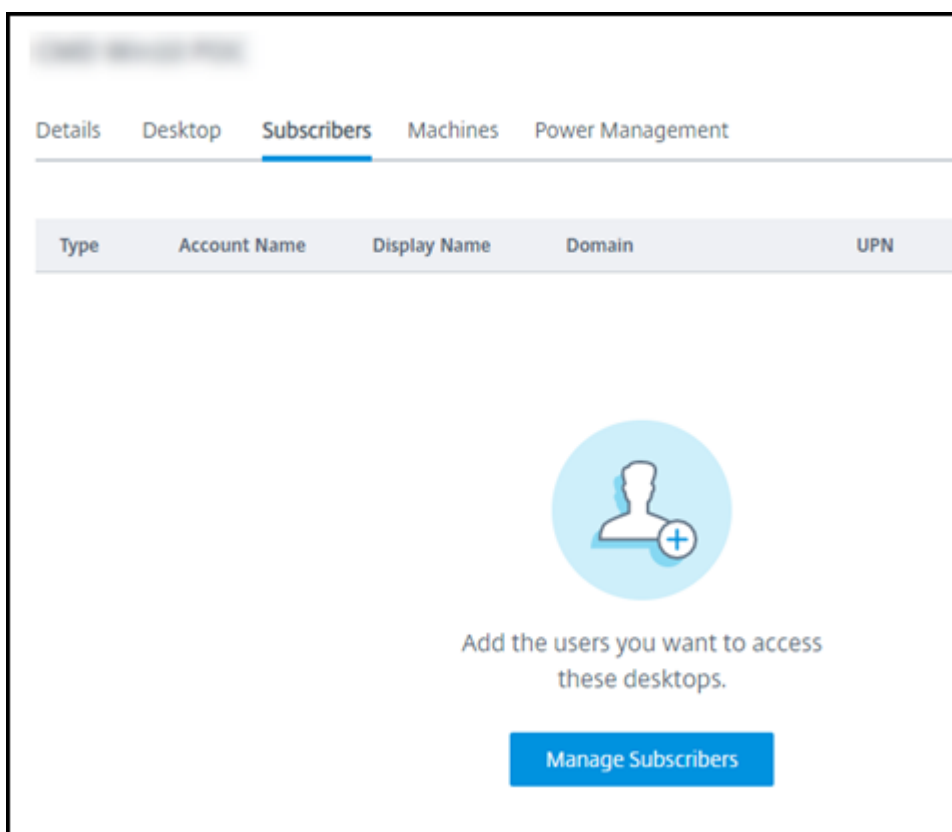 Details Desktop Subscribers Machines Power Management
Type Account Name Display Name Domain UPN
Add the users you want to access
these desktops.
Manage Subscribers